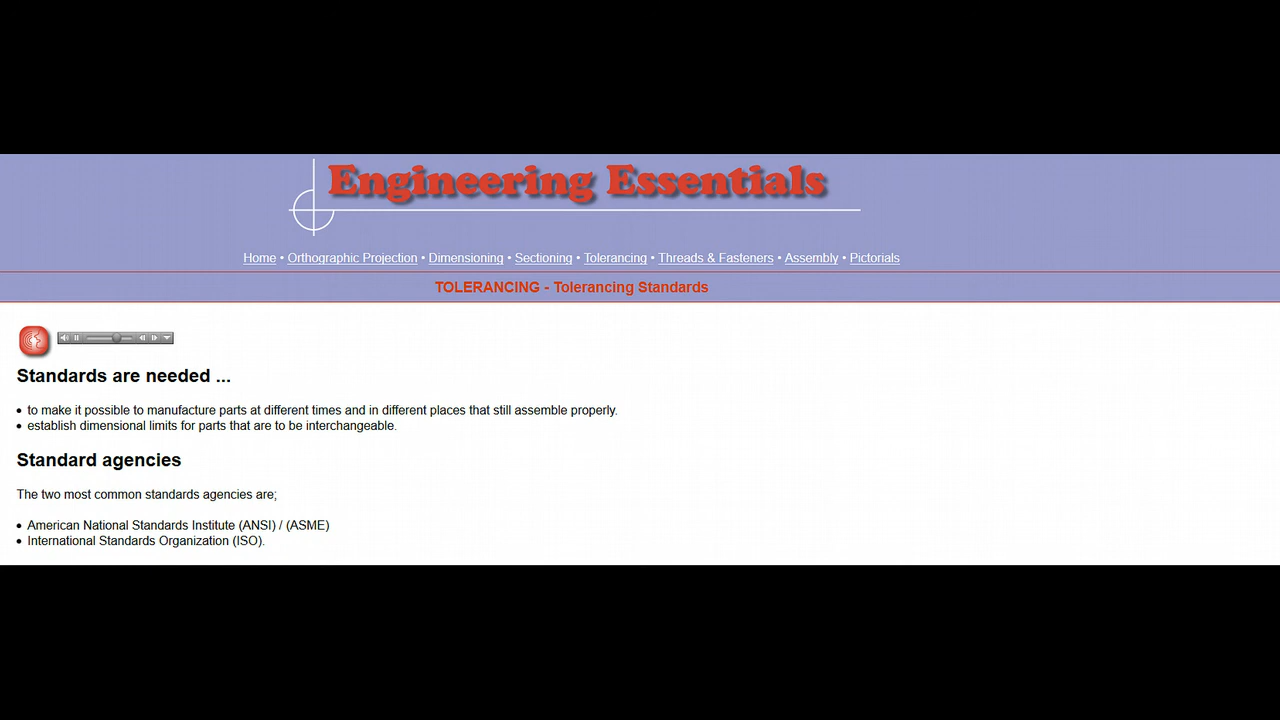 Engineering Essentials
Home • Orthographic Projection • Dimensioning • Sectioning • Tolerancing • Threads & Fasteners • Assembly • Pictorials
TOLERANCING - Tolerancing Standards
Standards are needed ...
• to make it possible to manufacture parts at different times and in different places that still assemble properly.
• establish dimensional limits for parts that are to be interchangeable.
Standard agencies
The two most common standards agencies are;
• American National Standards Institute (ANSI) / (ASME)
• International Standards Organization (ISO).